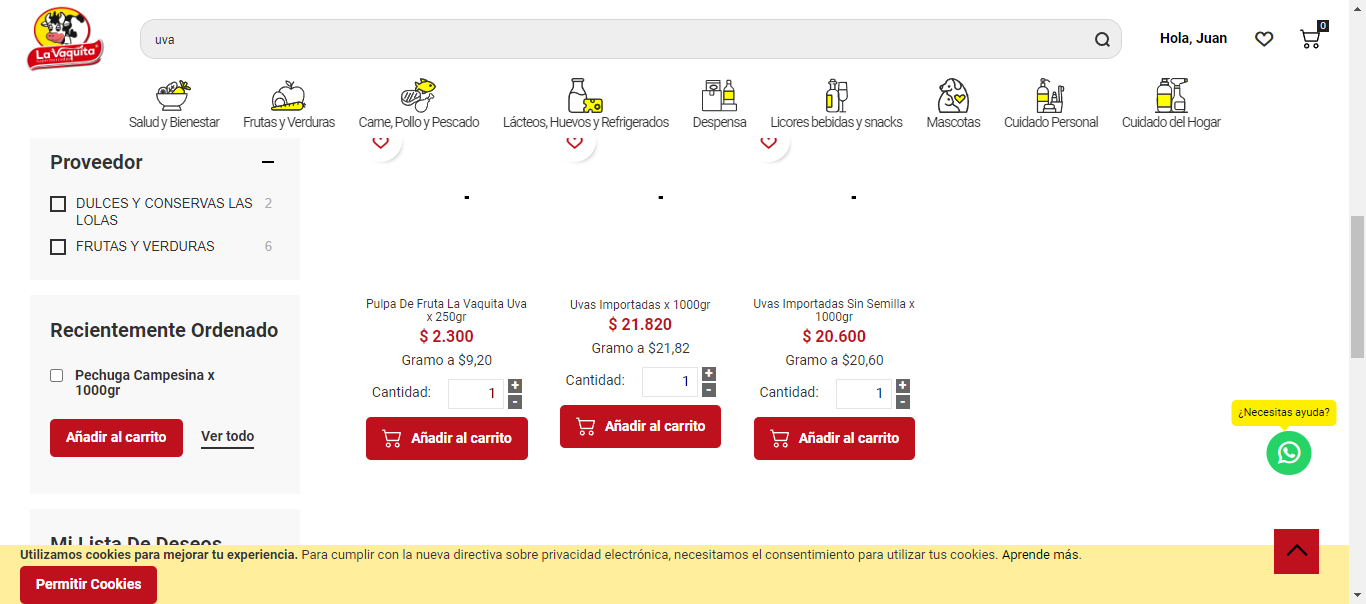 La Vaquita
uva
Hola, Juan
0
Salud y Bienestar
Frutas y Verduras
Carne, Pollo y Pescado
Lácteos, Huevos y Refrigerados
Despensa
Licores bebidas y snacks
Mascotas
Cuidado Personal
Cuidado del Hogar
Proveedor
DULCES Y CONSERVAS LAS 2
LOLAS
FRUTAS Y VERDURAS 6
Recientemente Ordenado
Pechuga Campesina x
1000gr
Añadir al carrito
Ver todo
Mi Lista De Deseos
Pulpa De Fruta La Vaquita Uva
x 250gr
$ 2.300
Gramo a $9,20
Cantidad: 1 + -
Añadir al carrito
Uvas Importadas x 1000gr
$ 21.820
Gramo a $21,82
Cantidad: 1 + -
Añadir al carrito
Uvas Importadas Sin Semilla x
1000gr
$ 20.600
Gramo a $20,60
Cantidad: 1 + -
Añadir al carrito
¿Necesitas ayuda?
Utilizamos cookies para mejorar tu experiencia. Para cumplir con la nueva directiva sobre privacidad electrónica, necesitamos el consentimiento para utilizar tus cookies. Aprende más.
Permitir Cookies